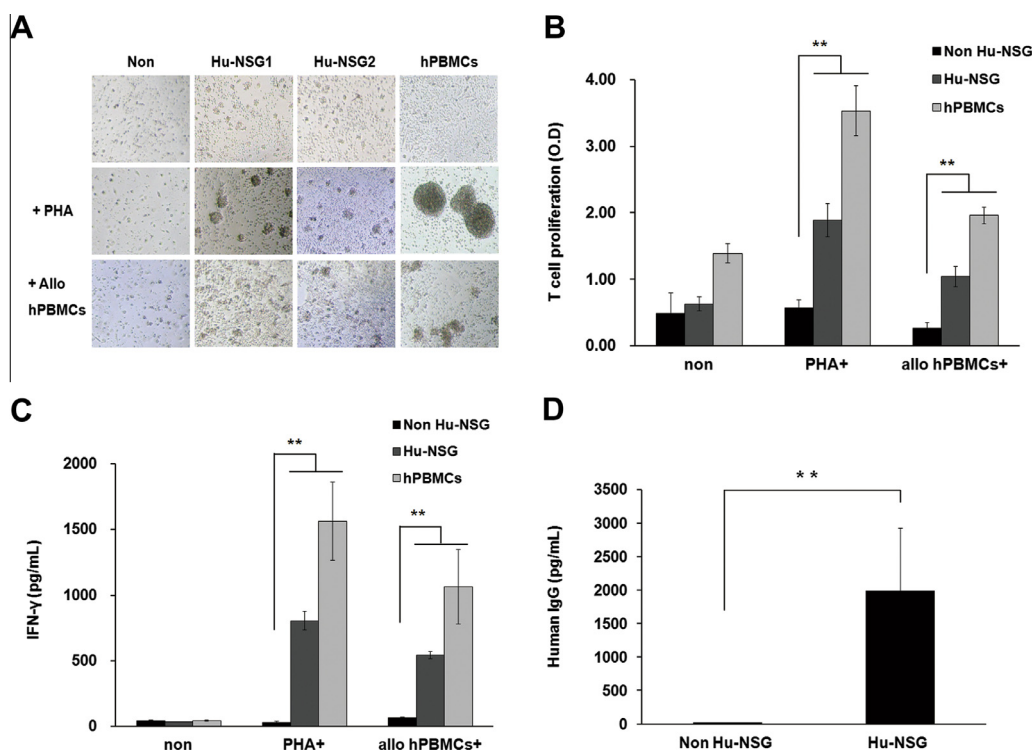 A
Non Hu-NSG1 Hu-NSG2 hPBMCs
+ PHA
+ Allo
hPBMCs
B
Non Hu-NSG
Hu-NSG
hPBMCs
**
**
T cell proliferation (O.D)
4.00
3.00
2.00
1.00
0.00
non PHA+ allo hPBMCs+
C
Non Hu-NSG
Hu-NSG
hPBMCs
**
**
IFN-γ (pg/mL)
2000
1500
1000
500
0
non PHA+ allo hPBMCs+
D
**
Human IgG (pg/mL)
3500
3000
2500
2000
1500
1000
500
0
Non Hu-NSG Hu-NSG